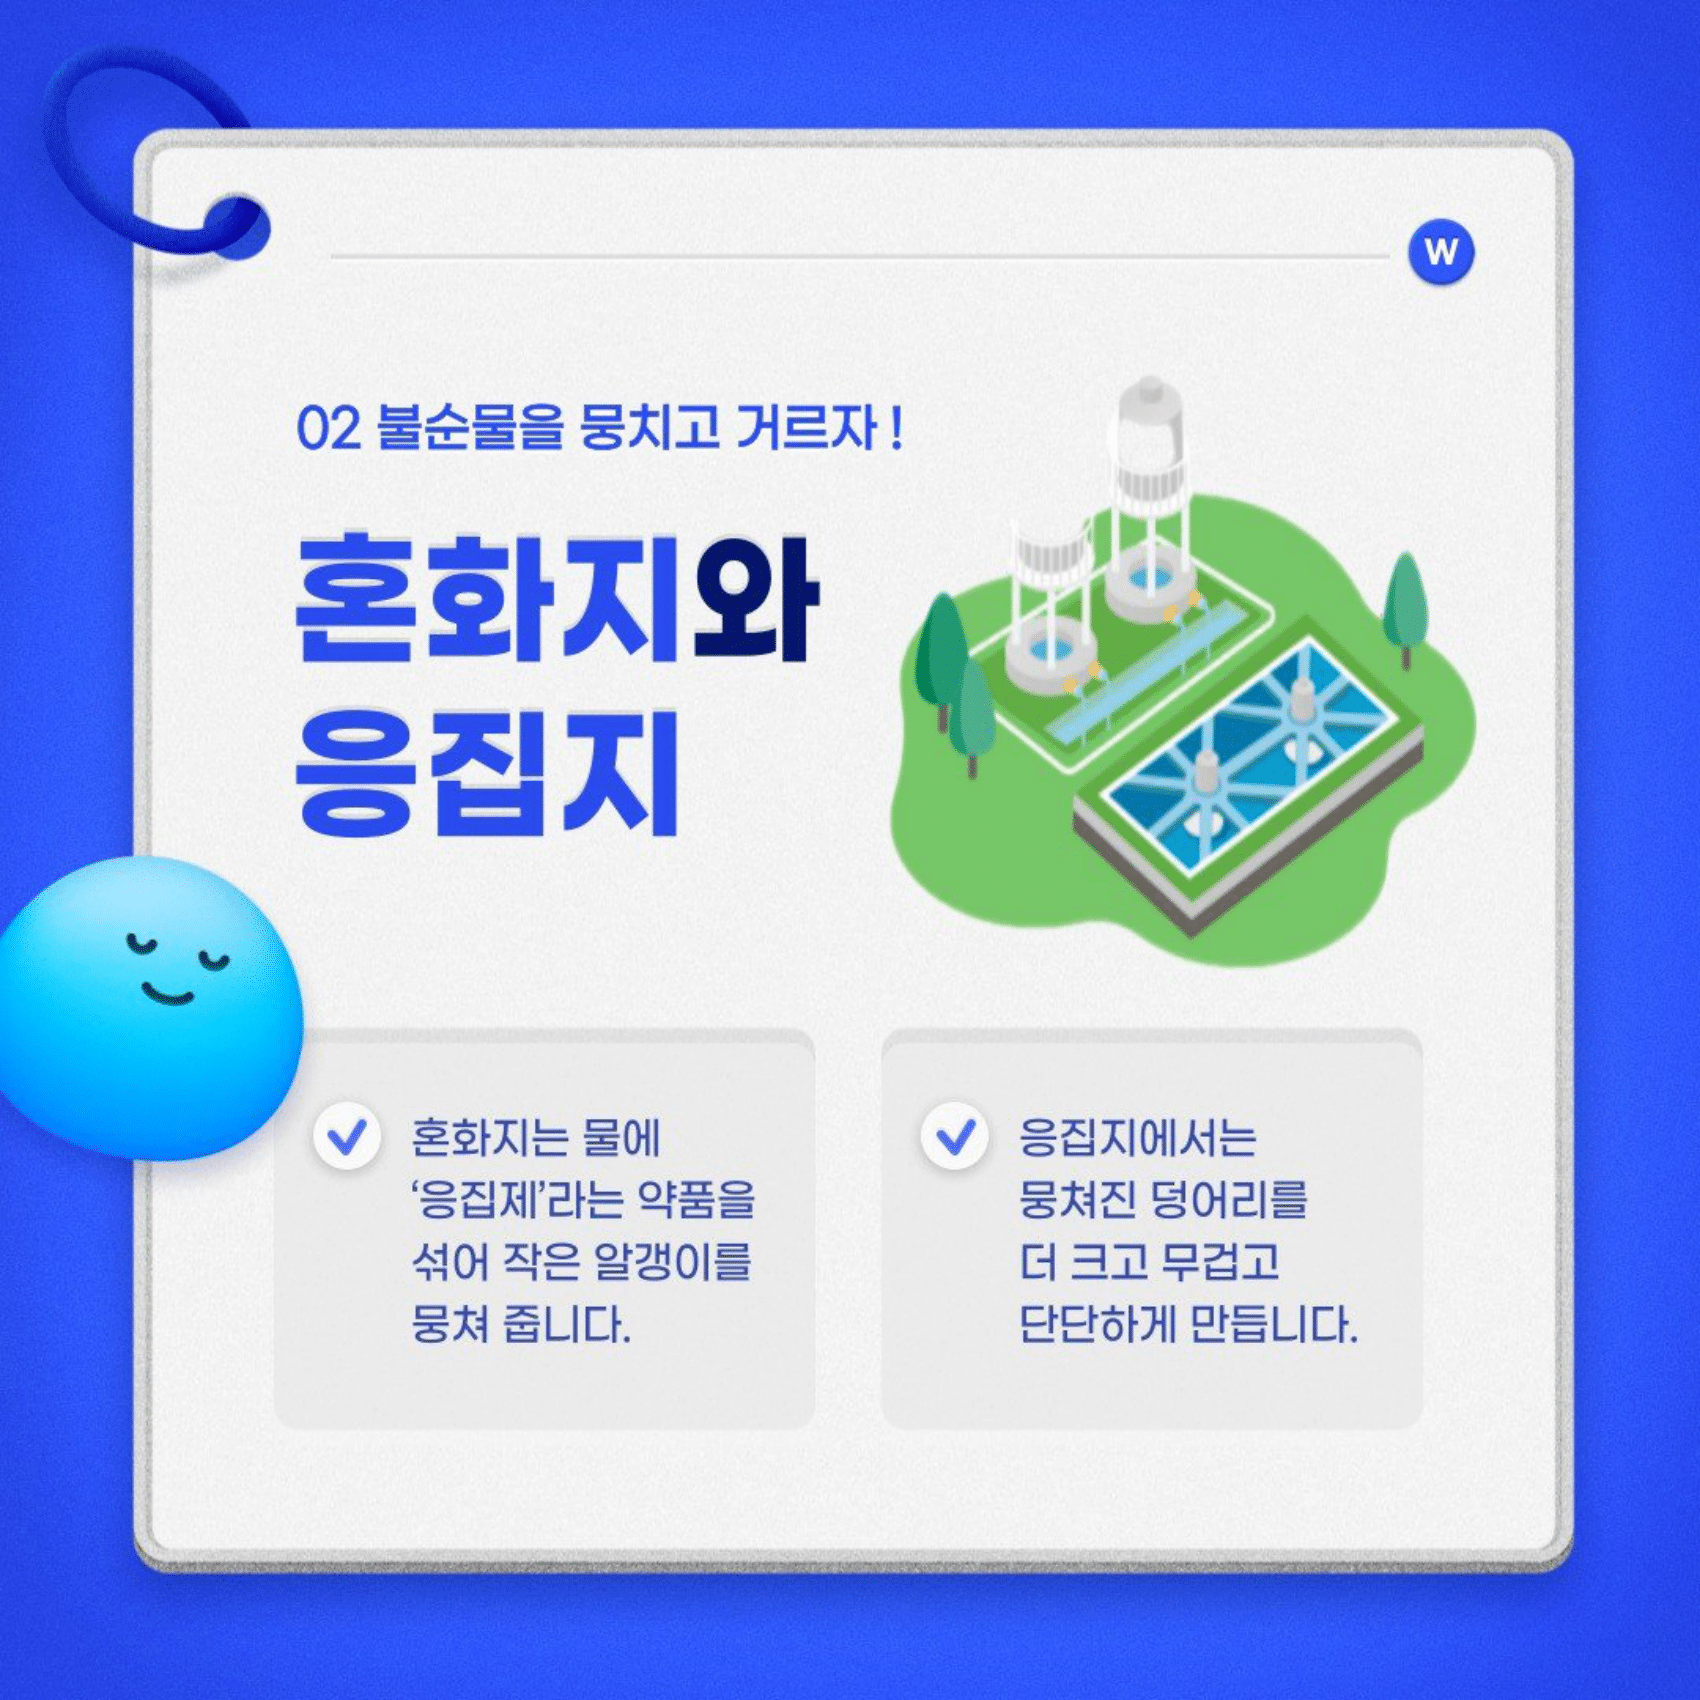 W
02 불순물을 뭉치고 거르자 !
혼화지와
응집지
혼화지는 물에
‘응집제’라는 약품을
섞어 작은 알갱이를
뭉쳐 줍니다.
응집지에서는
뭉쳐진 덩어리를
더 크고 무겁고
단단하게 만듭니다.